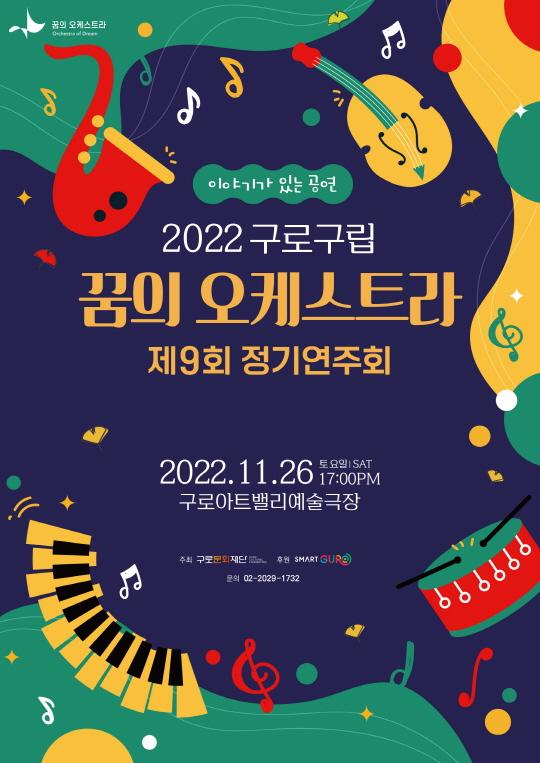 꿈의 오케스트라
Orchestra of Dream
이야기가 있는 공연
2022 구로구립
꿈의 오케스트라
제9회 정기연주회
2022.11.26 토요일 | SAT
17:00PM
구로아트밸리예술극장
주최 구로문화재단 후원 SMART GURO
문의 02-2029-1732